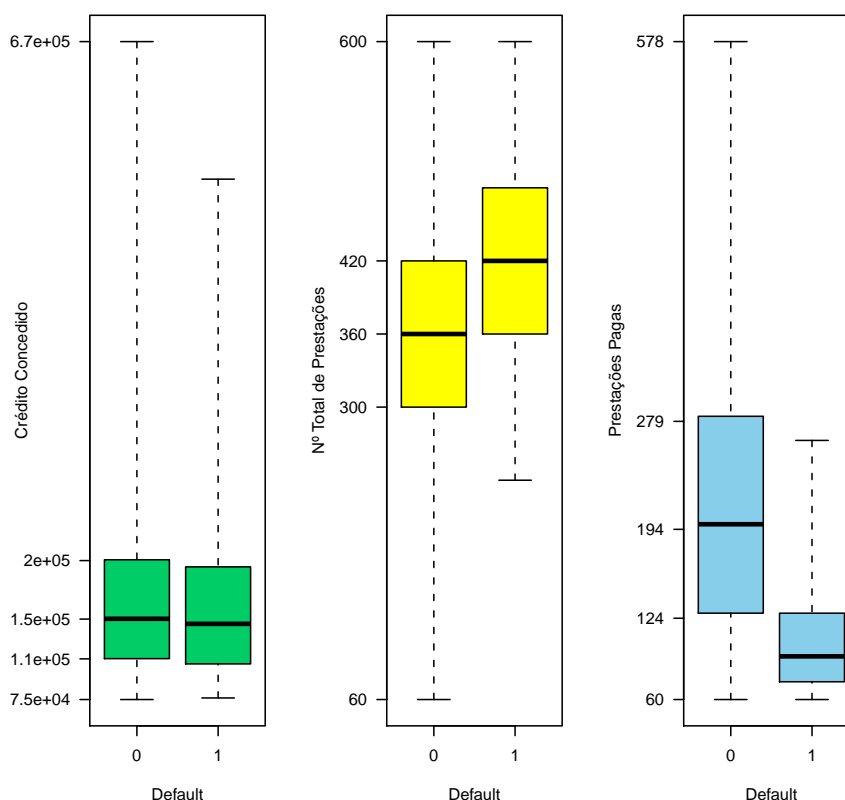 6.7e+05
2e+05
1.5e+05
1.1e+05
7.5e+04
Crédito Concedido
0
1
Default
600
420
360
300
60
Nº Total de Prestações
0
1
Default
578
279
194
124
60
Prestações Pagas
0
1
Default